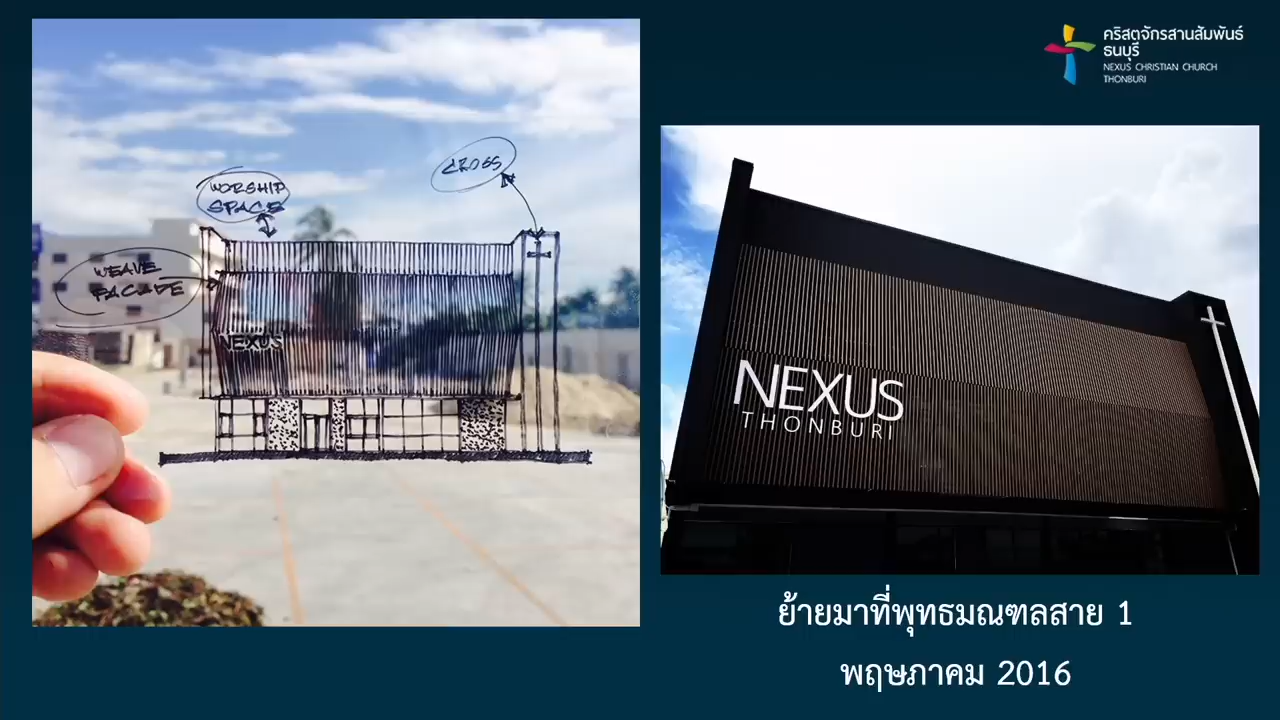 คริสตจักรสานสัมพันธ์
ธนบุรี
NEXUS CHRISTIAN CHURCH
THONBURI
WORSHIP
SPACE
CROSS
WEAVE
FACADE
NEXUS
NEXUS
THONBURI
ย้ายมาที่พุทธมณฑลสาย 1
พฤษภาคม 2016